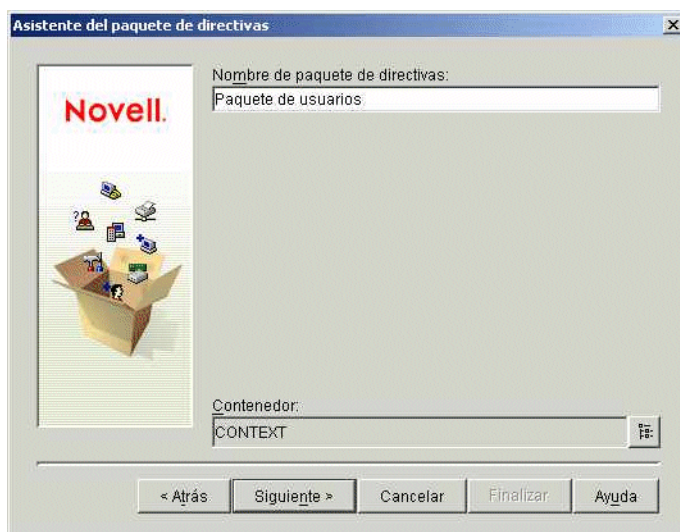 Asistente del paquete de directivas
Novell.
Nombre de paquete de directivas:
Paquete de usuarios
Contenedor:
CONTEXT
« Atrás
Siguiente »
Cancelar
Finalizar
Ayuda